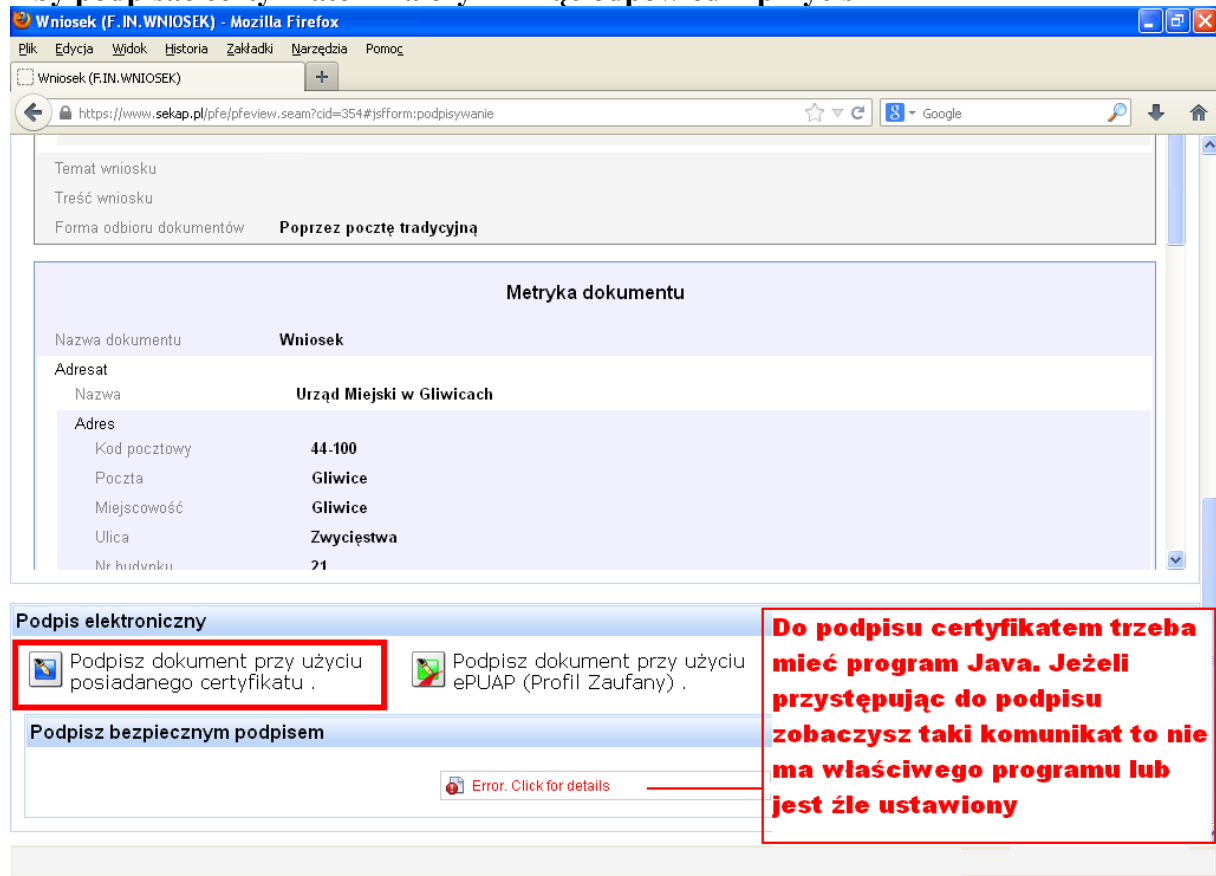 Wniosek (F.IN.WNIOSEK) - Mozilla Firefox
Plik Edycja Widok Historia Zakładki Narzędzia Pomoc
Wniosek (F.IN.WNIOSEK)
https://www.sekap.pl/pfe/pfeview.seam?cid=354#jsfform:podpisywanie Google
Temat wniosku
Treść wniosku
Forma odbioru dokumentów Poprzez pocztę tradycyjną
Metryka dokumentu
Nazwa dokumentu Wniosek
Adresat
Nazwa Urząd Miejski w Gliwicach
Adres
Kod pocztowy 44-100
Poczta Gliwice
Miejscowość Gliwice
Ulica Zwycięstwa
Nr budynku 21
Podpis elektroniczny
Podpisz dokument przy użyciu
posiadanego certyfikatu .
Podpisz dokument przy użyciu
ePUAP (Profil Zaufany) .
Podpisz bezpiecznym podpisem
Error. Click for details
Do podpisu certyfikatem trzeba
mieć program Java. Jeżeli
przystępując do podpisu
zobaczysz taki komunikat to nie
ma właściwego programu lub
jest źle ustawiony